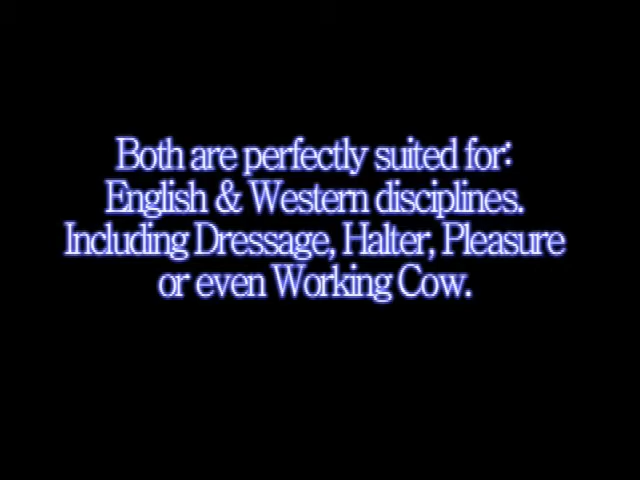 Both are perfectly suited for:
English & Western disciplines.
Including Dressage, Halter, Pleasure
or even Working Cow.